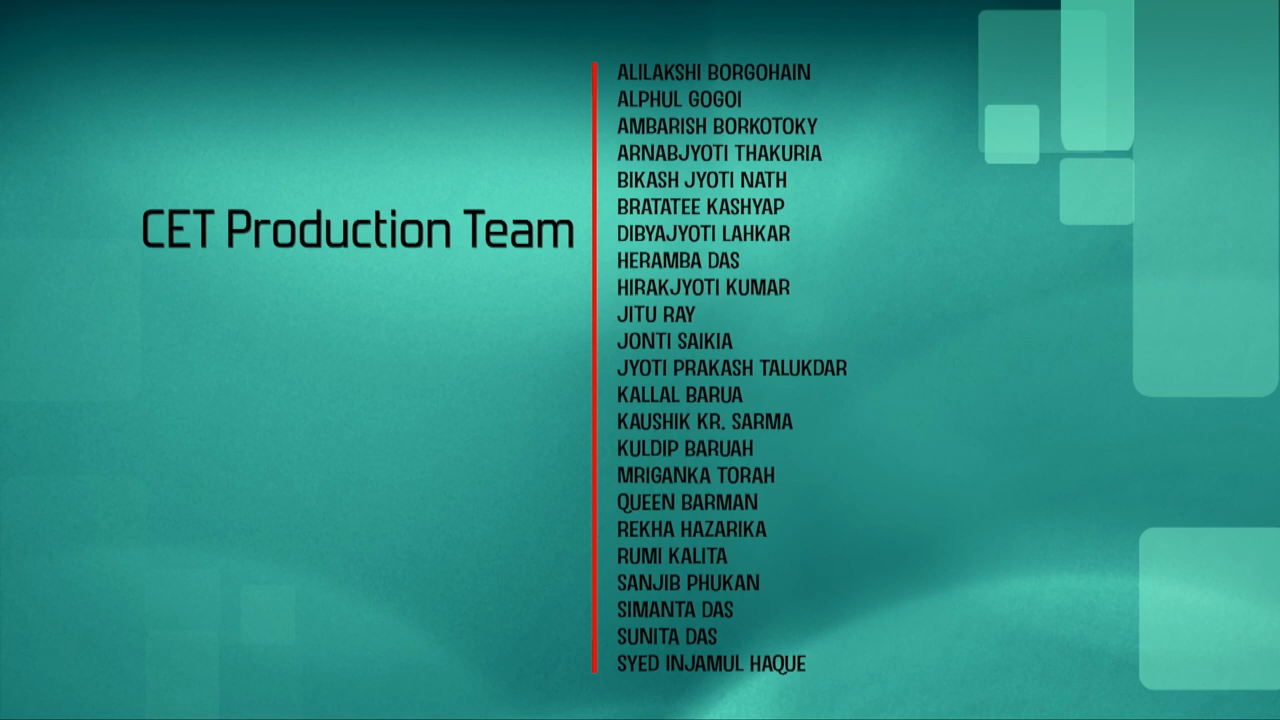 CET Production Team
ALILAKSHI BORGOHAIN
ALPHUL GOGOI
AMBARISH BORKOTOKY
ARNABJYOTI THAKURIA
BIKASH JYOTI NATH
BRATATEE KASHYAP
DIBYAJYOTI LAHKAR
HERAMBA DAS
HIRAKJYOTI KUMAR
JITU RAY
JONTI SAIKIA
JYOTI PRAKASH TALUKDAR
KALLAL BARUA
KAUSHIK KR. SARMA
KULDIP BARUAH
MRIGANKA TORAH
QUEEN BARMAN
REKHA HAZARIKA
RUMI KALITA
SANJIB PHUKAN
SIMANTA DAS
SUNITA DAS
SYED INJAMUL HAQUE